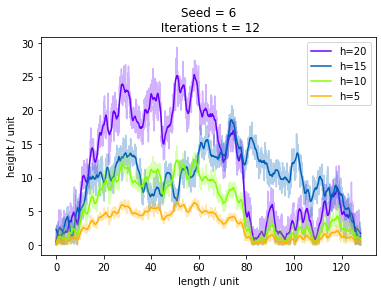 Seed = 6
Iterations t = 12
height / unit
30
25
20
15
10
5
0
h=20
h=15
h=10
h=5
0
20
40
60
80
100
120
length / unit